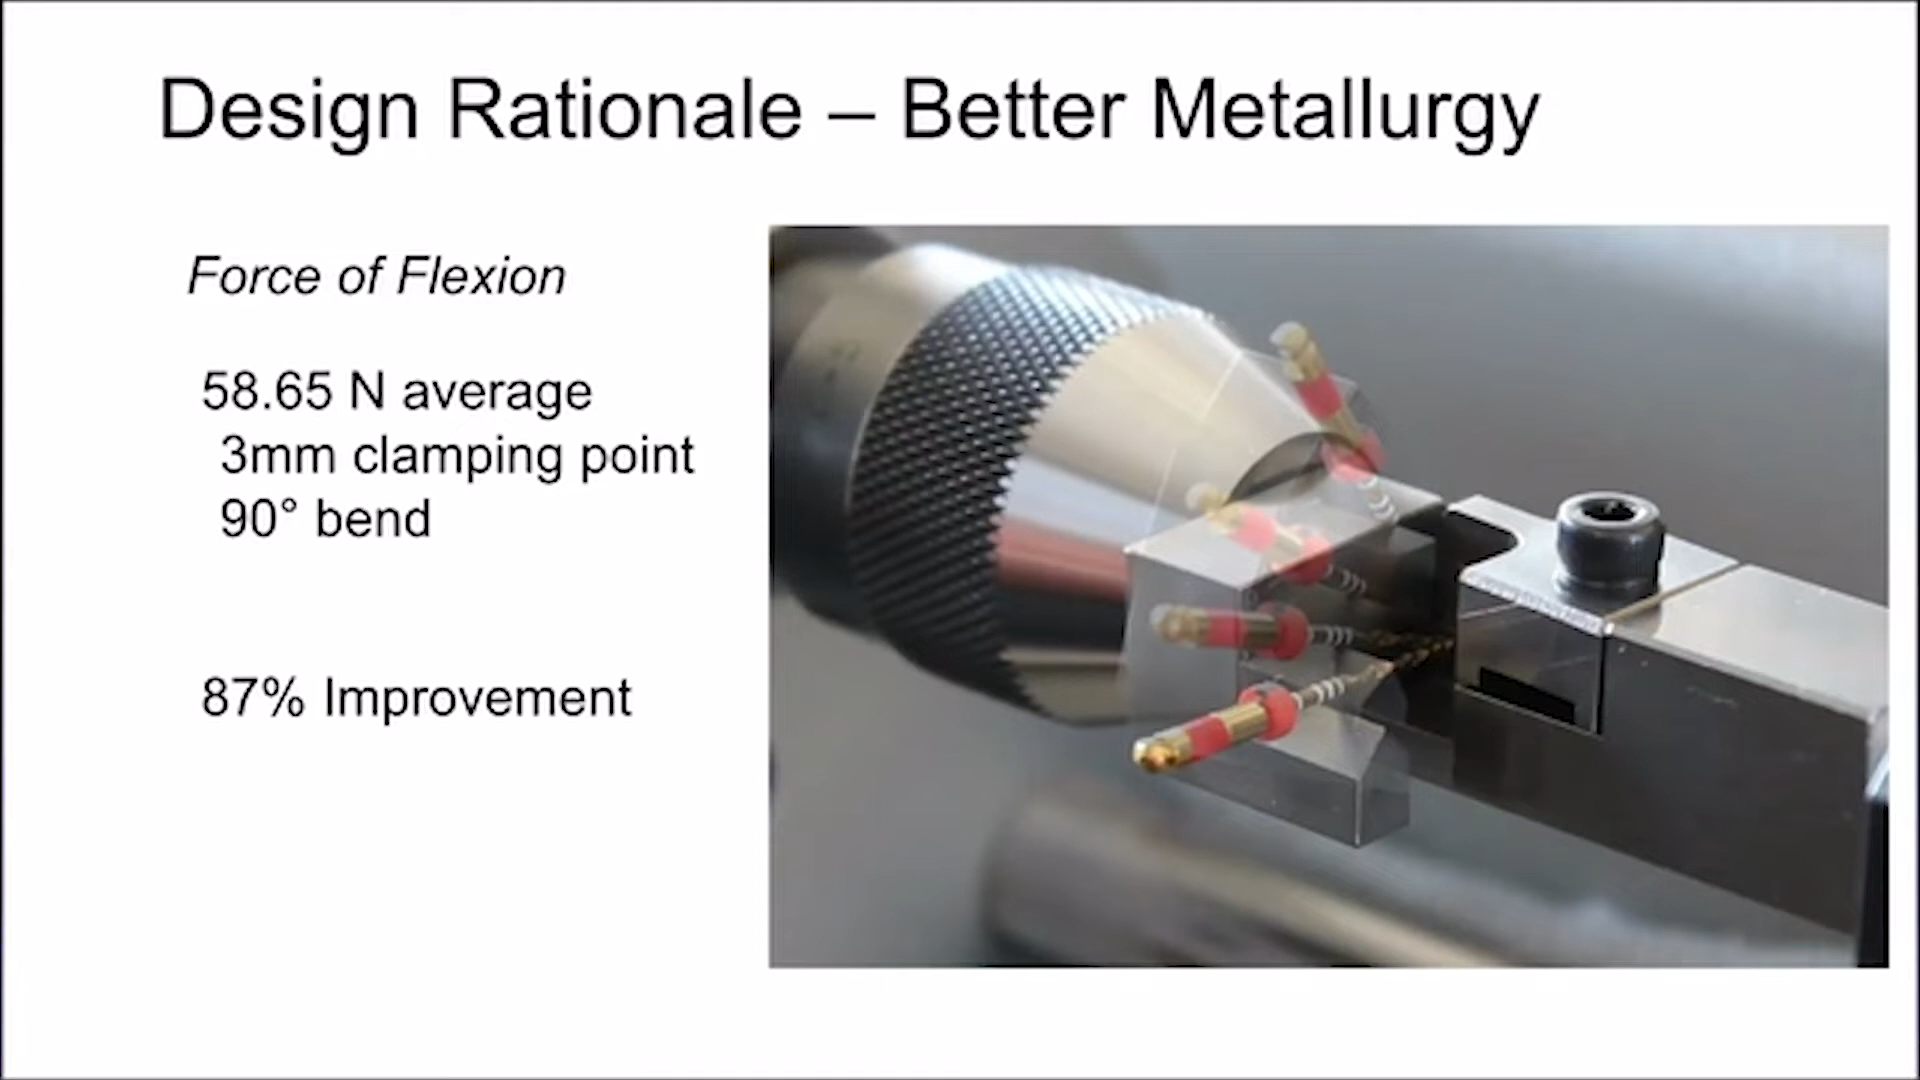 Design Rationale – Better Metallurgy
Force of Flexion
58.65 N average
3mm clamping point
90° bend
87% Improvement